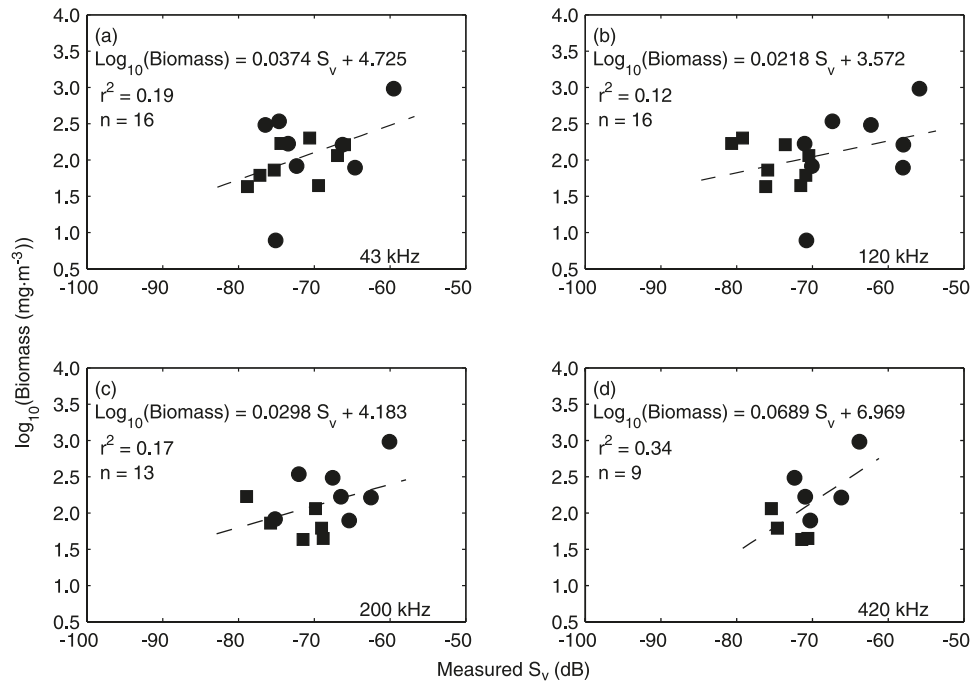 4.0
3.5
3.0
2.5
2.0
1.5
1.0
0.5
(a)
Log10(Biomass) = 0.0374 Sv + 4.725
r2 = 0.19
n = 16
43 kHz
-100 -90 -80 -70 -60 -50
4.0
3.5
3.0
2.5
2.0
1.5
1.0
0.5
(b)
Log10(Biomass) = 0.0218 Sv + 3.572
r2 = 0.12
n = 16
120 kHz
-100 -90 -80 -70 -60 -50
log10(Biomass (mg·m-3))
4.0
3.5
3.0
2.5
2.0
1.5
1.0
0.5
(c)
Log10(Biomass) = 0.0298 Sv + 4.183
r2 = 0.17
n = 13
200 kHz
-100 -90 -80 -70 -60 -50
4.0
3.5
3.0
2.5
2.0
1.5
1.0
0.5
(d)
Log10(Biomass) = 0.0689 Sv + 6.969
r2 = 0.34
n = 9
420 kHz
-100 -90 -80 -70 -60 -50
Measured Sv (dB)